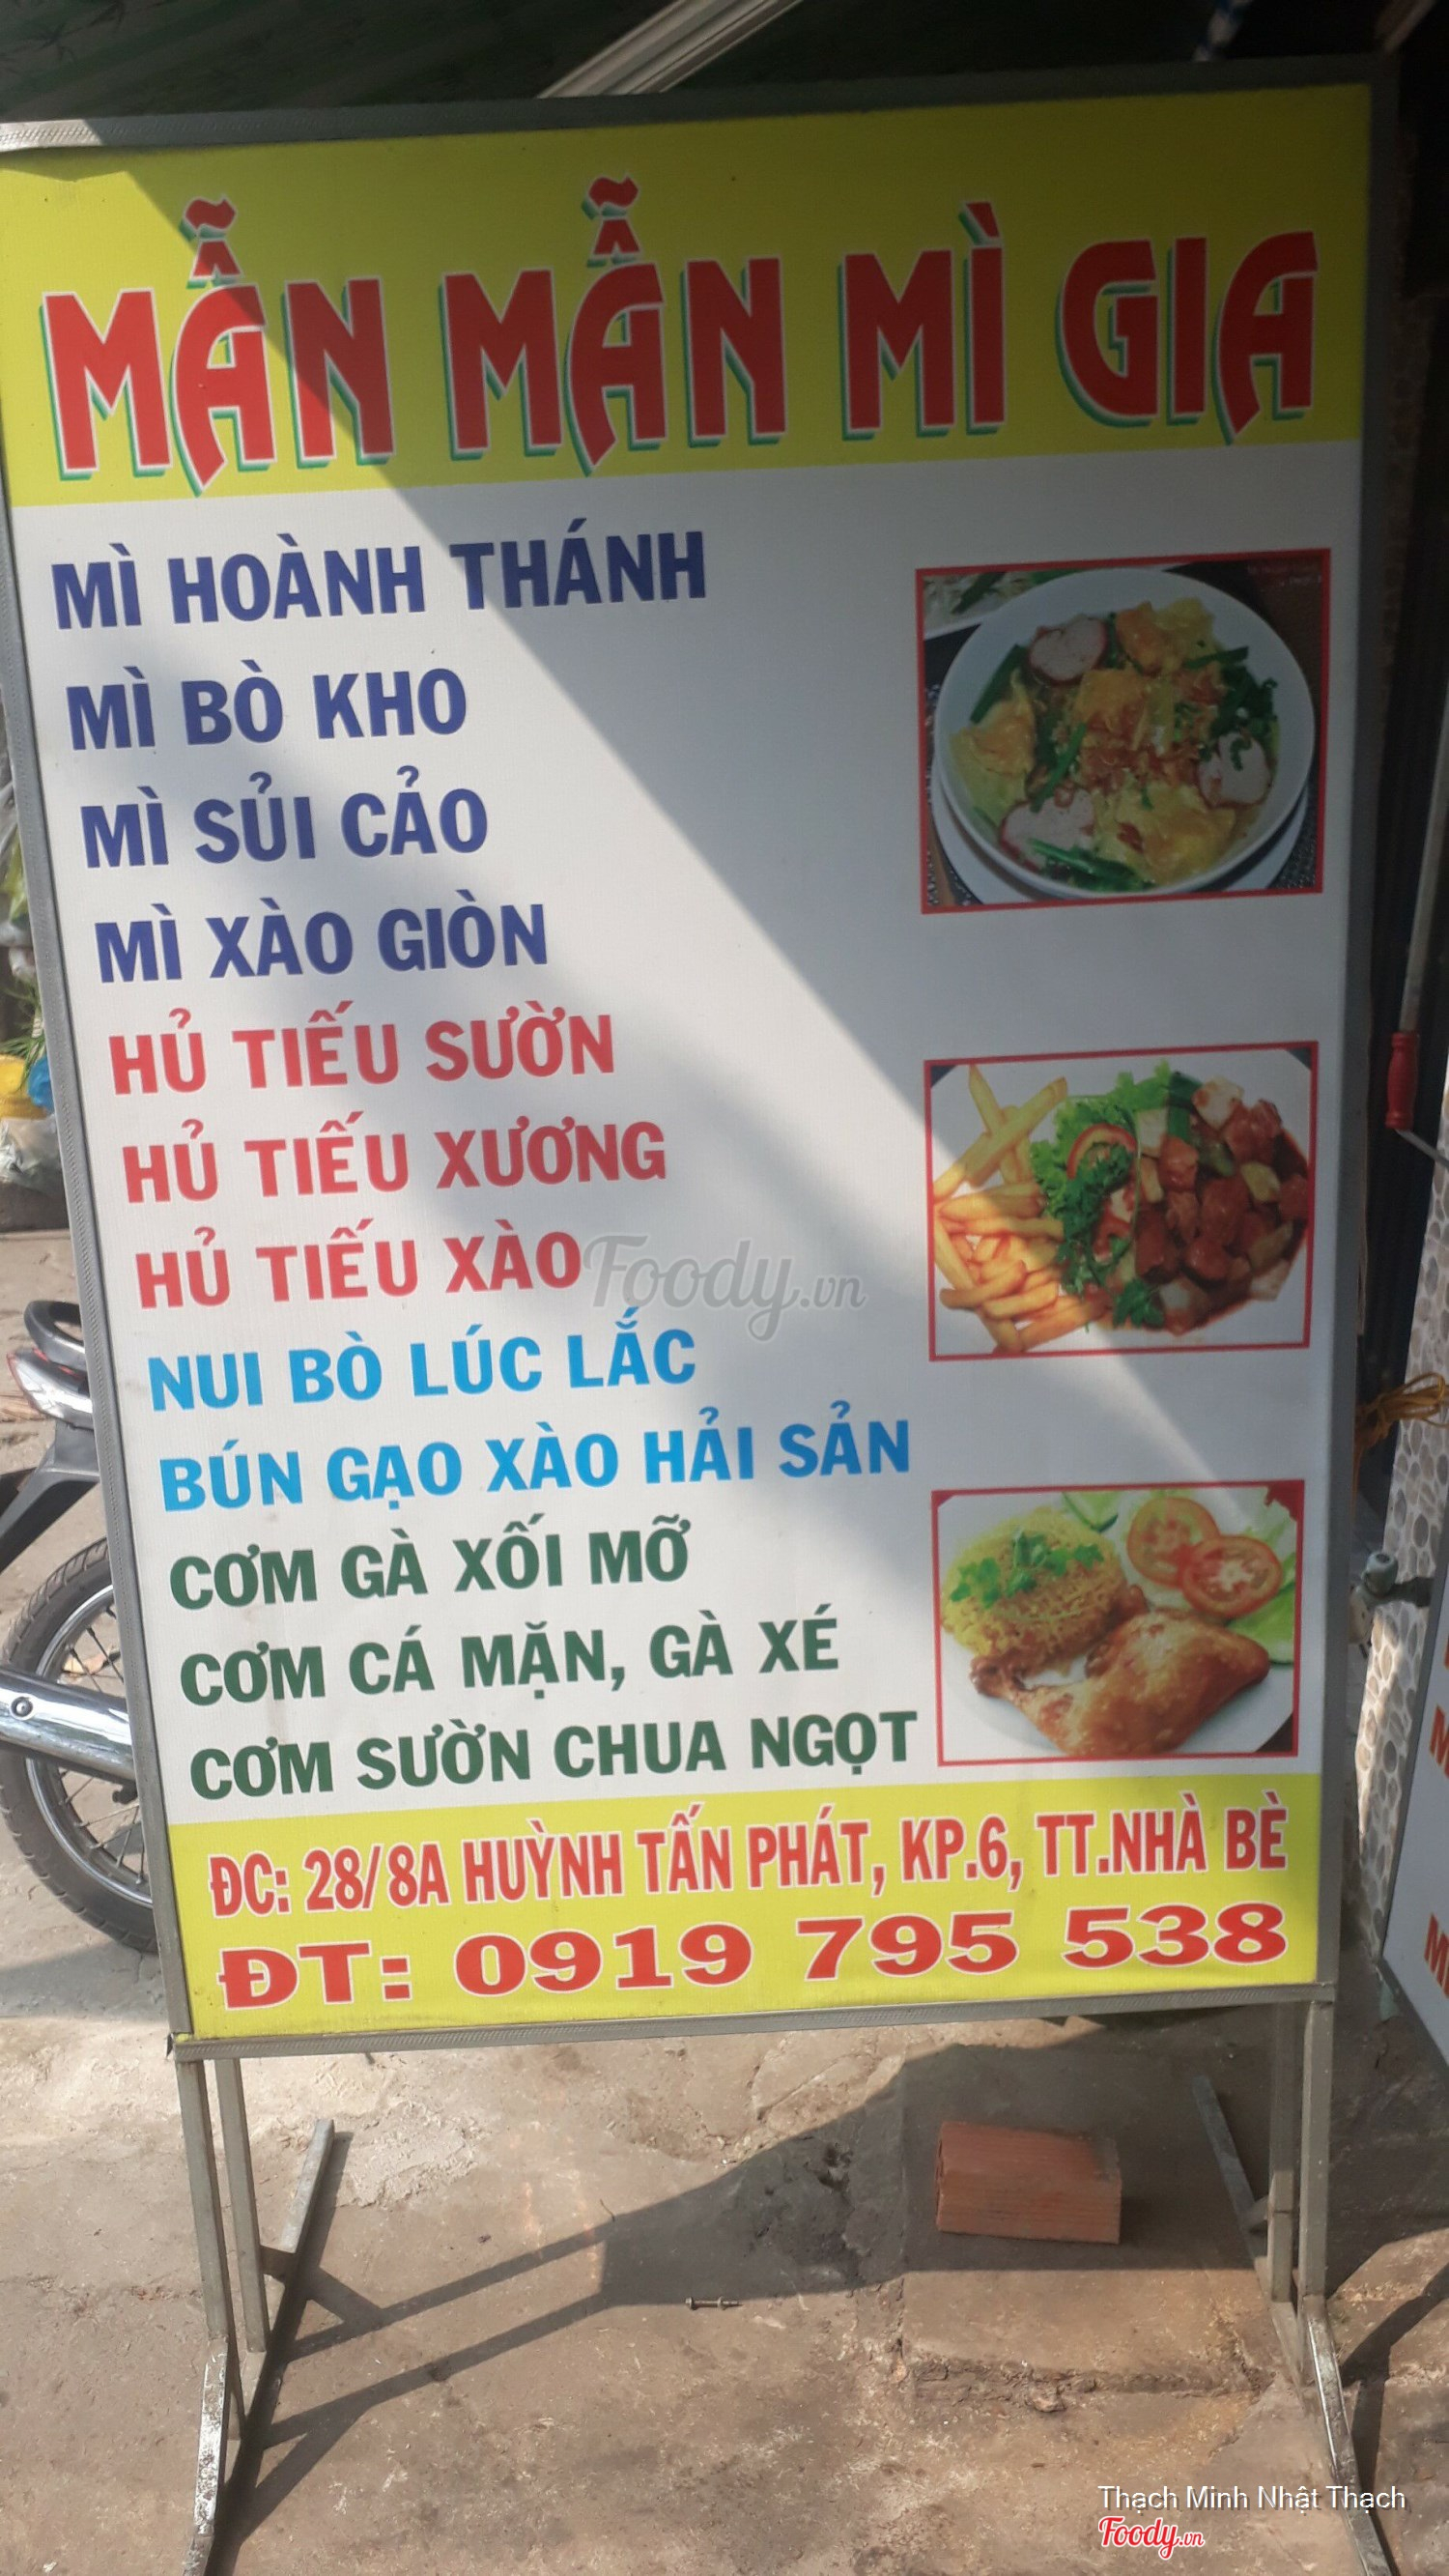 MẪN MẪN MÌ GIA
MÌ HOÀNH THÁNH
MÌ BÒ KHO
MÌ SỦI CẢO
MÌ XÀO GIÒN
HỦ TIẾU SƯỜN
HỦ TIẾU XƯƠNG
HỦ TIẾU XÀO
Foody.vn
NUI BÒ LÚC LẮC
BÚN GẠO XÀO HẢI SẢN
CƠM GÀ XỐI MỠ
CƠM CÁ MẶN, GÀ XÉ
CƠM SƯỜN CHUA NGỌT
ĐC: 28/8A HUỲNH TẤN PHÁT, KP.6, TT.NHÀ BÈ
ĐT: 0919 795 538
Thạch Minh Nhật Thạch
Foody.vn